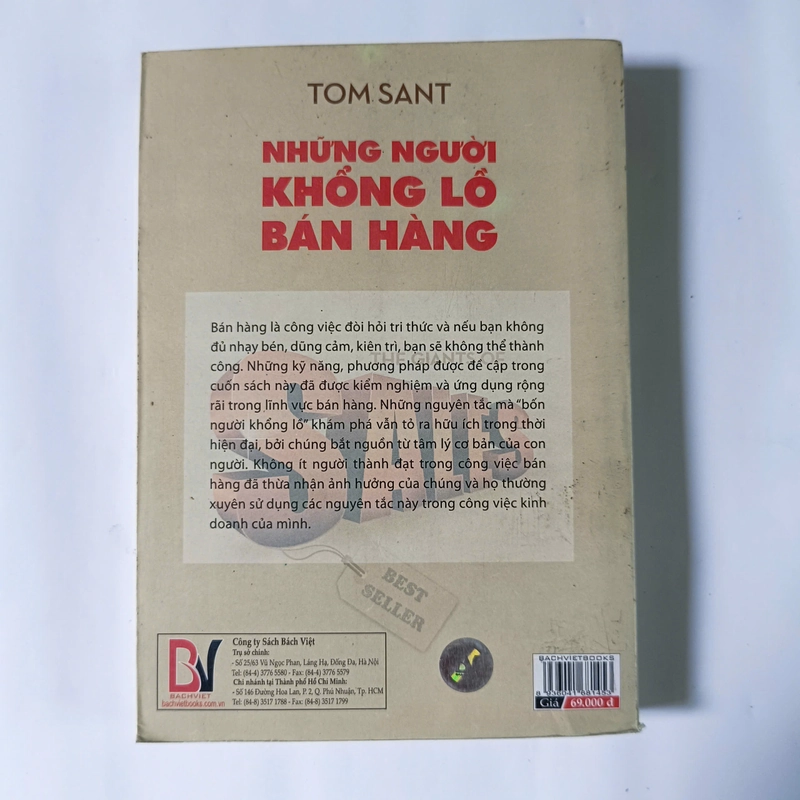 TOM SANT
NHỮNG NGƯỜI
KHỔNG LỒ
BÁN HÀNG
Bán hàng là công việc đòi hỏi tri thức và nếu bạn không
đủ nhạy bén, dũng cảm, kiên trì, bạn sẽ không thể thành
công. Những kỹ năng, phương pháp được đề cập trong
cuốn sách này đã được kiểm nghiệm và ứng dụng rộng
rãi trong lĩnh vực bán hàng. Những nguyên tắc mà "bốn
người khổng lồ" khám phá vẫn tỏ ra hữu ích trong thời
hiện đại, bởi chúng bắt nguồn từ tâm lý cơ bản của con
người. Không ít người thành đạt trong công việc bán
hàng đã thừa nhận ảnh hưởng của chúng và họ thường
xuyên sử dụng các nguyên tắc này trong công việc kinh
doanh của mình.
THE GIANTS OF
SALES
BEST
SELLER
BV
BACHVIET
bachvietbooks.com.vn
Công ty Sách Bách Việt
Trụ sở chính:
- Số 25/63 Vũ Ngọc Phan, Láng Hạ, Đống Đa, Hà Nội
Tel: (84-4) 3776 5580 - Fax: (84-4) 3776 5579
Chi nhánh tại Thành phố Hồ Chí Minh:
- Số 146 Đường Hoa Lan, P. 2, Q. Phú Nhuận, Tp. HCM
Tel: (84-8) 3517 1788 - Fax: (84-8) 3517 1799
BACHVIETBOOKS
8 936041 681453
Giá 69.000 đ